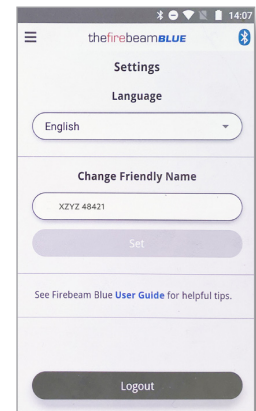 14:07
thefirebeamBLUE
Settings
Language
English
Change Friendly Name
XZYZ 48421
Set
See Firebeam Blue User Guide for helpful tips.
Logout